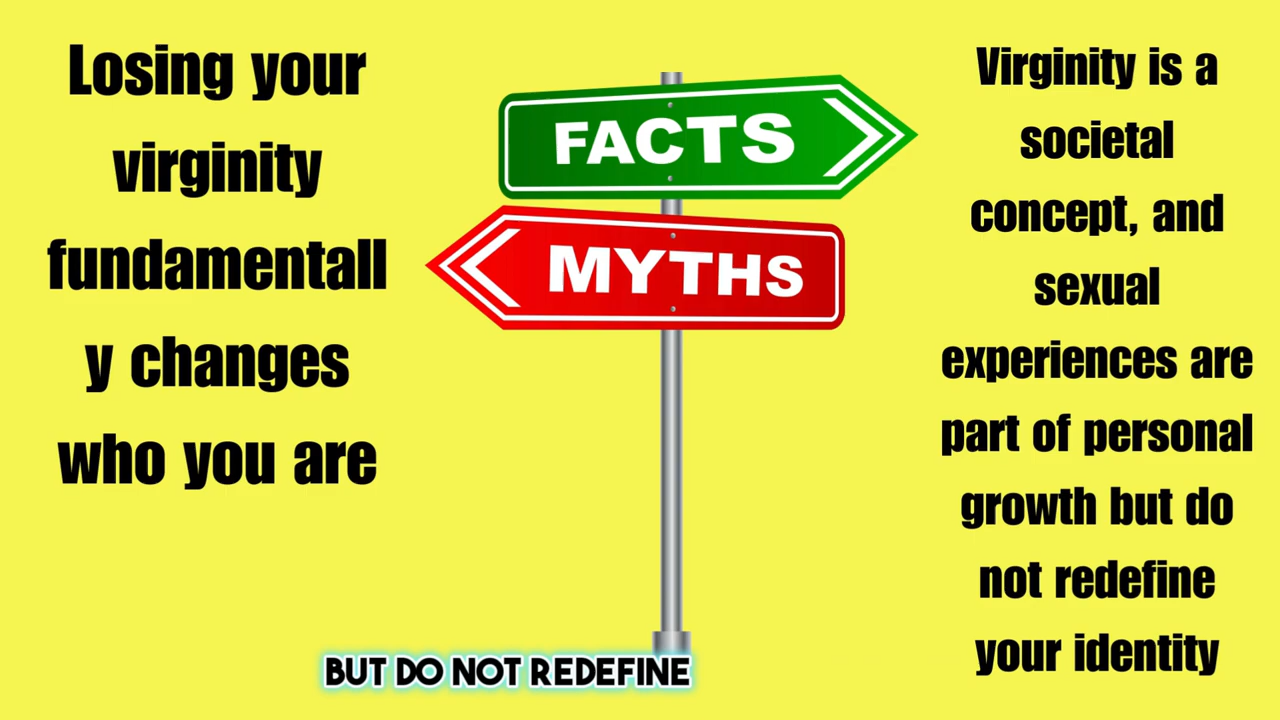 Losing your
virginity
fundamentall
y changes
who you are
FACTS
MYTHS
Virginity is a
societal
concept, and
sexual
experiences are
part of personal
growth but do
not redefine
your identity
BUT DO NOT REDEFINE